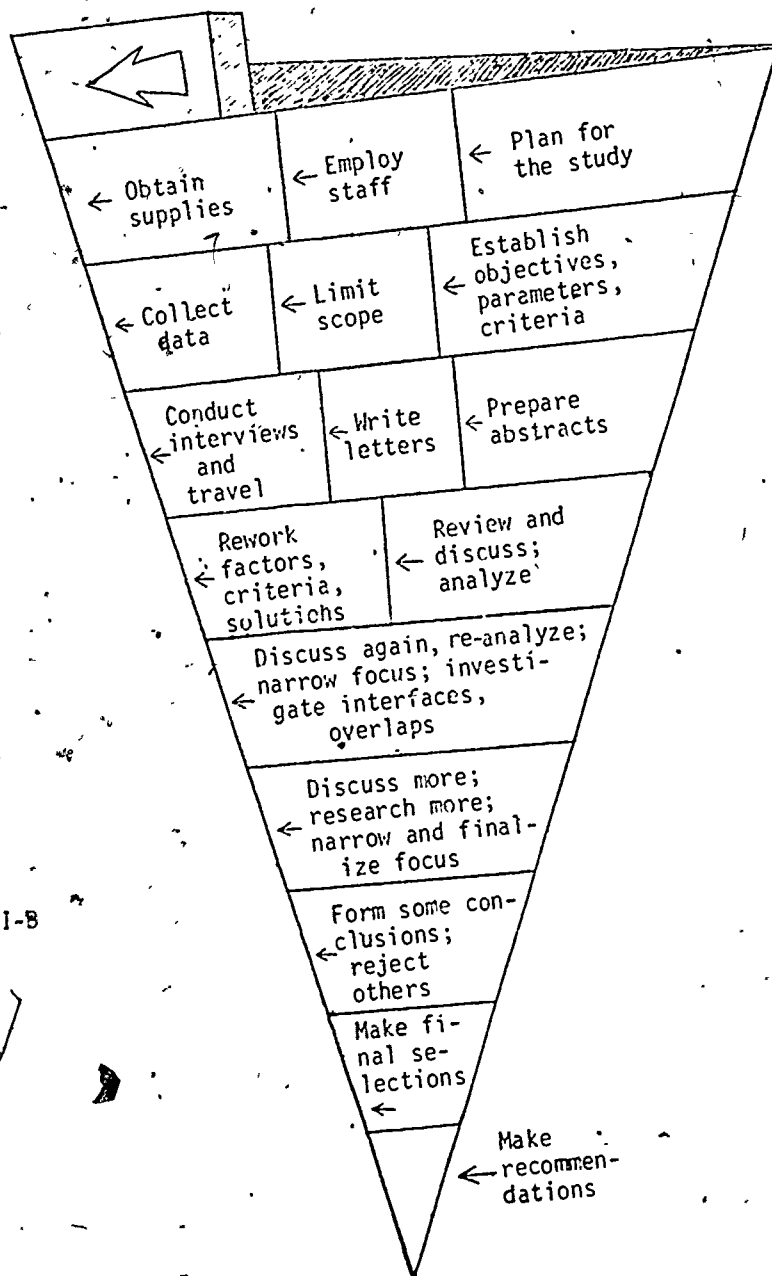 Obtain
supplies
Employ
staff
Plan for
the study
Collect
data
Limit
scope
Establish
objectives,
parameters,
criteria
Conduct
interviews
and
travel
Write
letters
Prepare
abstracts
Rework
factors,
criteria,
solutions
Review and
discuss;
analyze
Discuss again, re-analyze;
narrow focus; investi-
gate interfaces,
overlaps
Discuss more;
research more;
narrow and final-
ize focus
I-B
Form some con-
clusions;
reject
others
Make fi-
nal se-
lections
Make
recommen-
dations